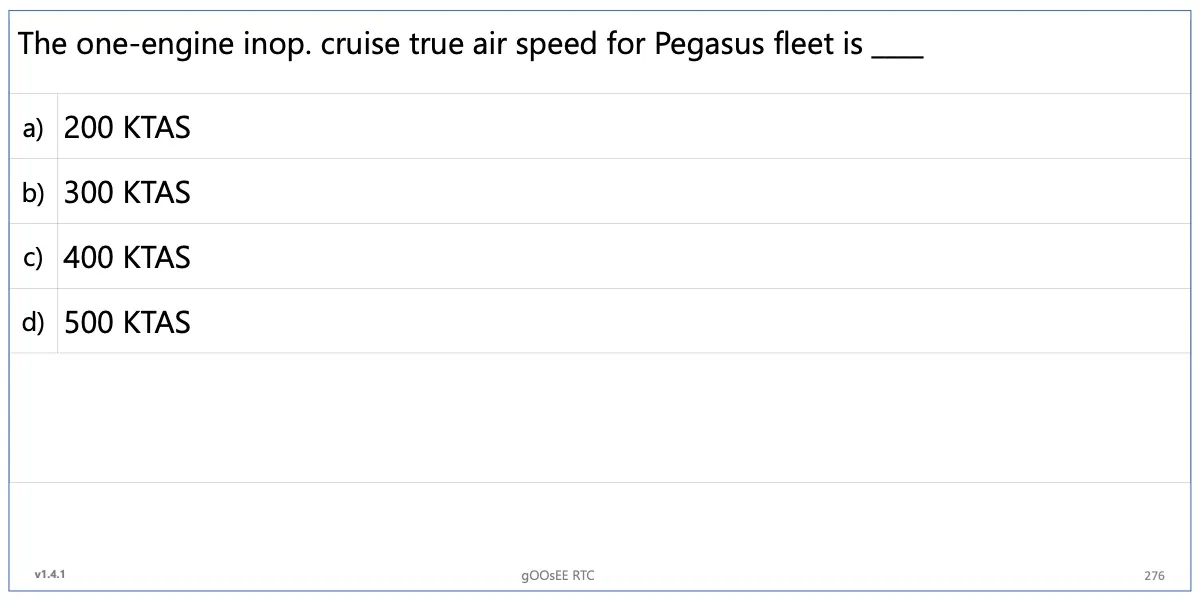 The one-engine inop. cruise true air speed for Pegasus fleet is ____
a) 200 KTAS
b) 300 KTAS
c) 400 KTAS
d) 500 KTAS
v1.4.1 gOOsEE RTC 276